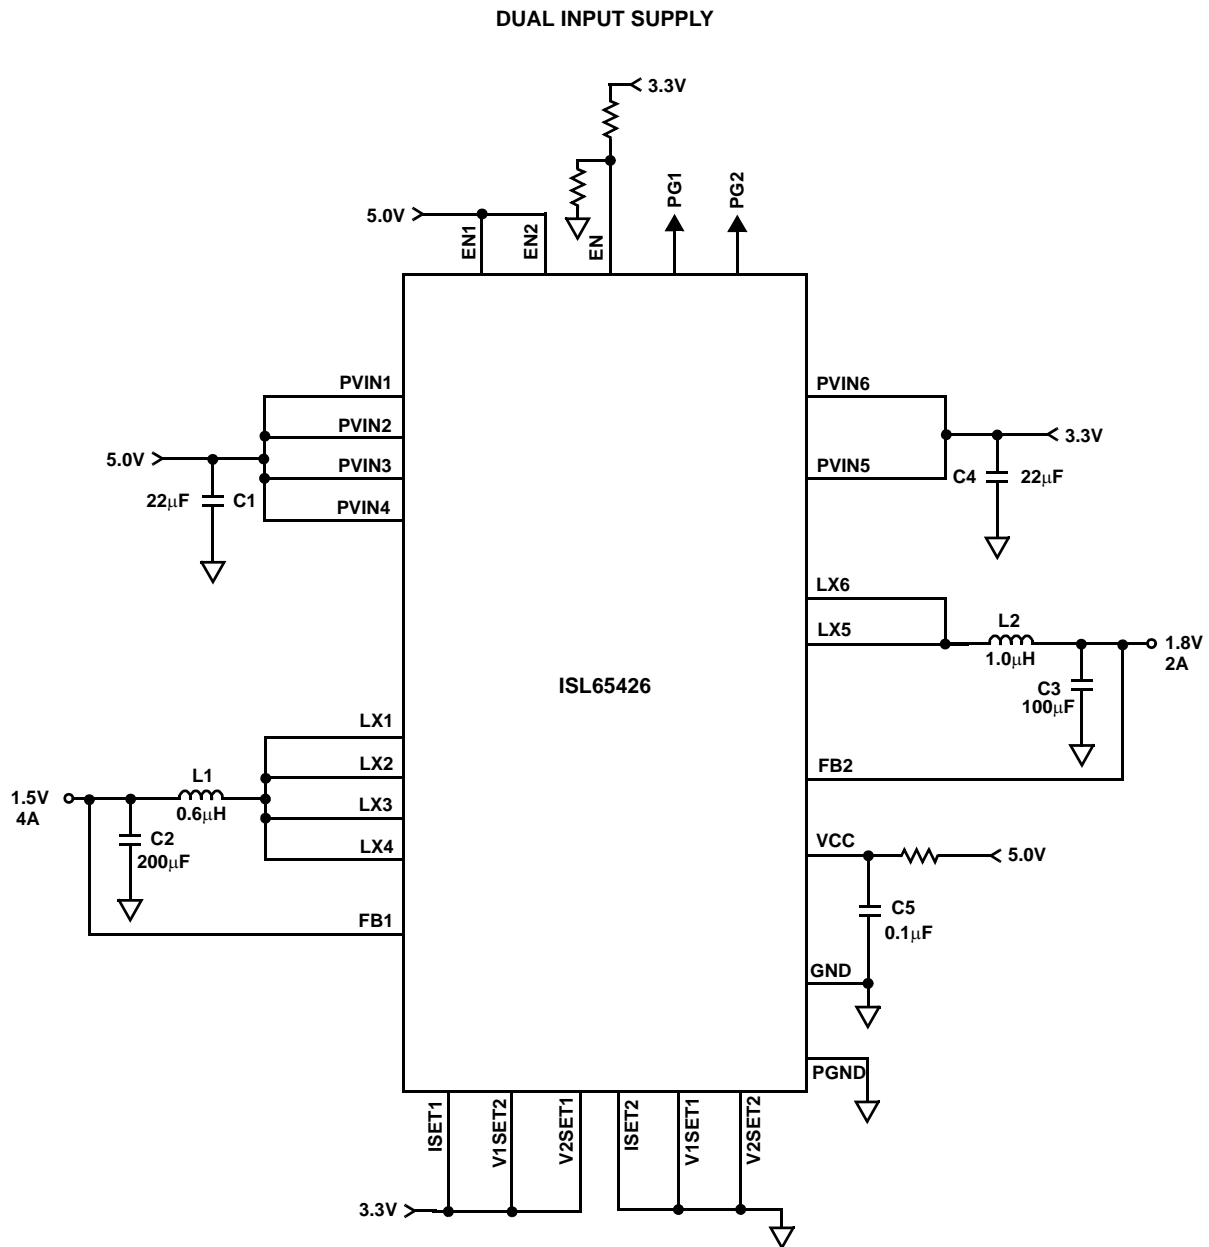 DUAL INPUT SUPPLY
3.3V
5.0V
EN1
EN2
EN
PG1
PG2
PVIN1
PVIN2
PVIN3
PVIN4
5.0V
22μF
C1
PVIN6
PVIN5
3.3V
C4
22μF
LX6
LX5
L2
1.0μH
1.8V
2A
C3
100μF
ISL65426
LX1
LX2
LX3
LX4
L1
0.6μH
1.5V
4A
C2
200μF
FB1
FB2
VCC
5.0V
C5
0.1μF
GND
PGND
ISET1
V1SET2
V2SET1
ISET2
V1SET1
V2SET2
3.3V